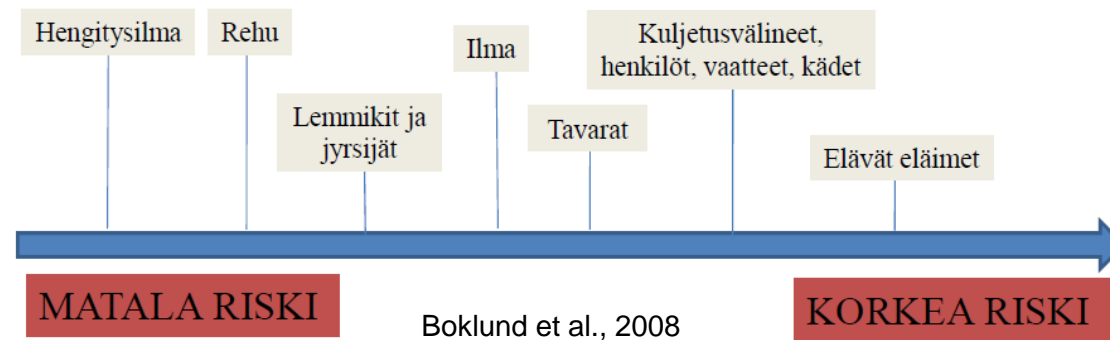 Hengitysilma
Rehu
Lemmikit ja
jyrsijät
Ilma
Tavarat
Kuljetusvälineet,
henkilöt, vaatteet, kädet
Elävät eläimet
MATALA RISKI
Boklund et al., 2008
KORKEA RISKI